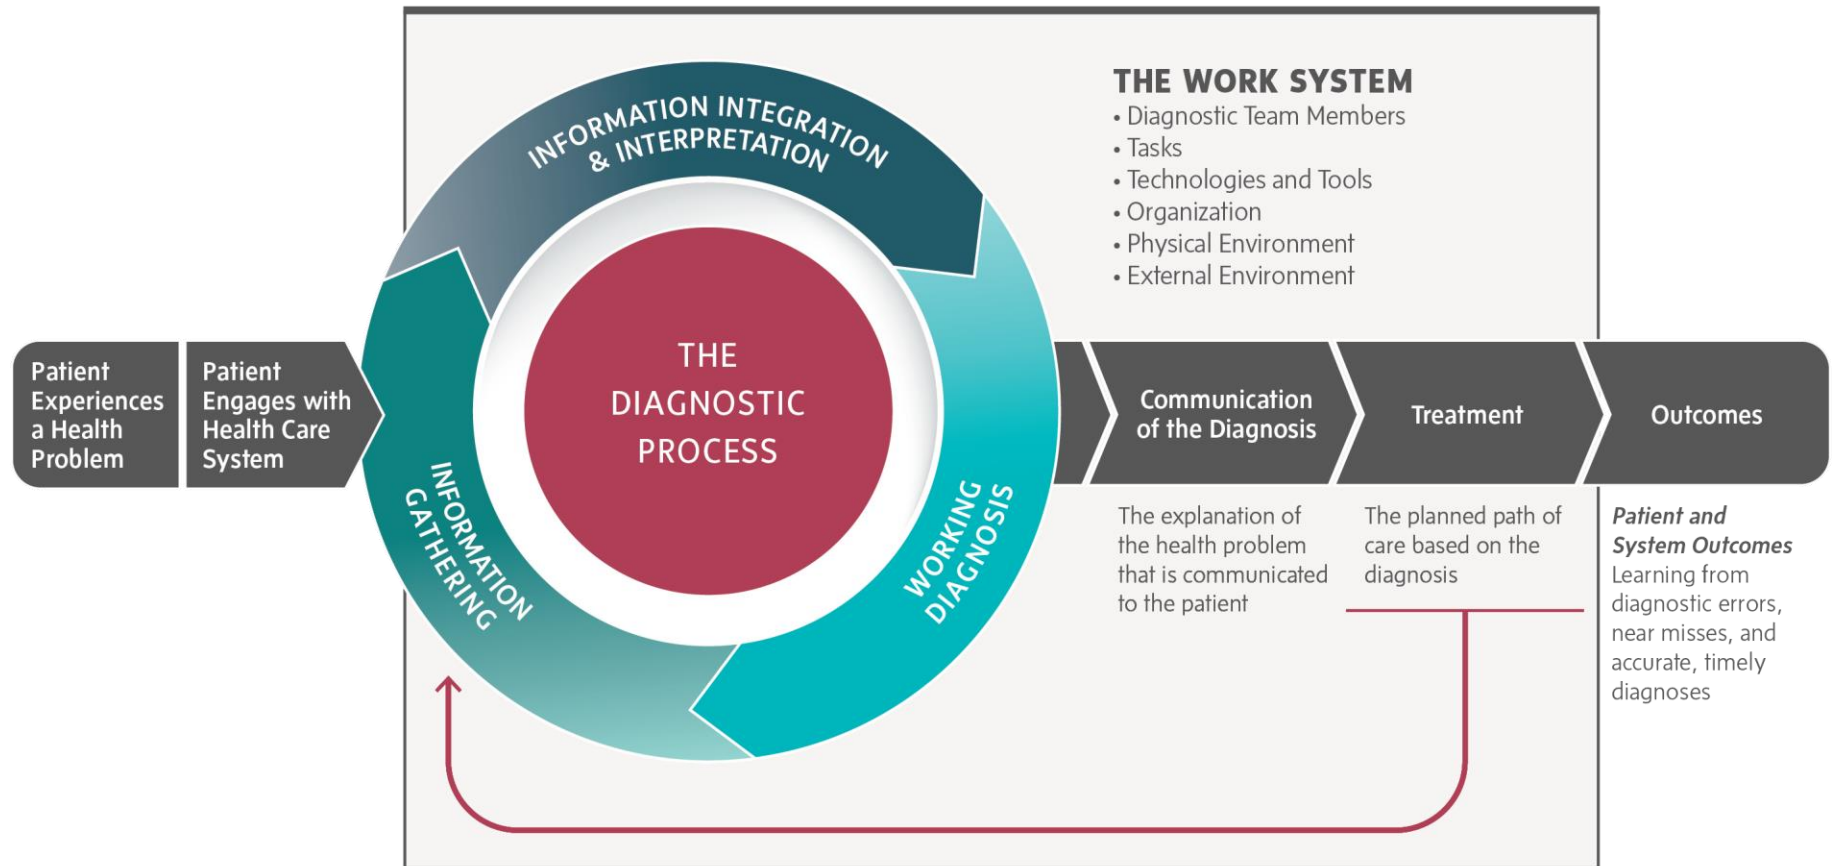 Patient
Experiences
a Health
Problem
Patient
Engages with
Health Care
System
INFORMATION INTEGRATION
& INTERPRETATION
INFORMATION
GATHERING
WORKING
DIAGNOSIS
THE
DIAGNOSTIC
PROCESS
THE WORK SYSTEM
• Diagnostic Team Members
• Tasks
• Technologies and Tools
• Organization
• Physical Environment
• External Environment
Communication
of the Diagnosis
The explanation of
the health problem
that is communicated
to the patient
Treatment
The planned path of
care based on the
diagnosis
Outcomes
Patient and
System Outcomes
Learning from
diagnostic errors,
near misses, and
accurate, timely
diagnoses